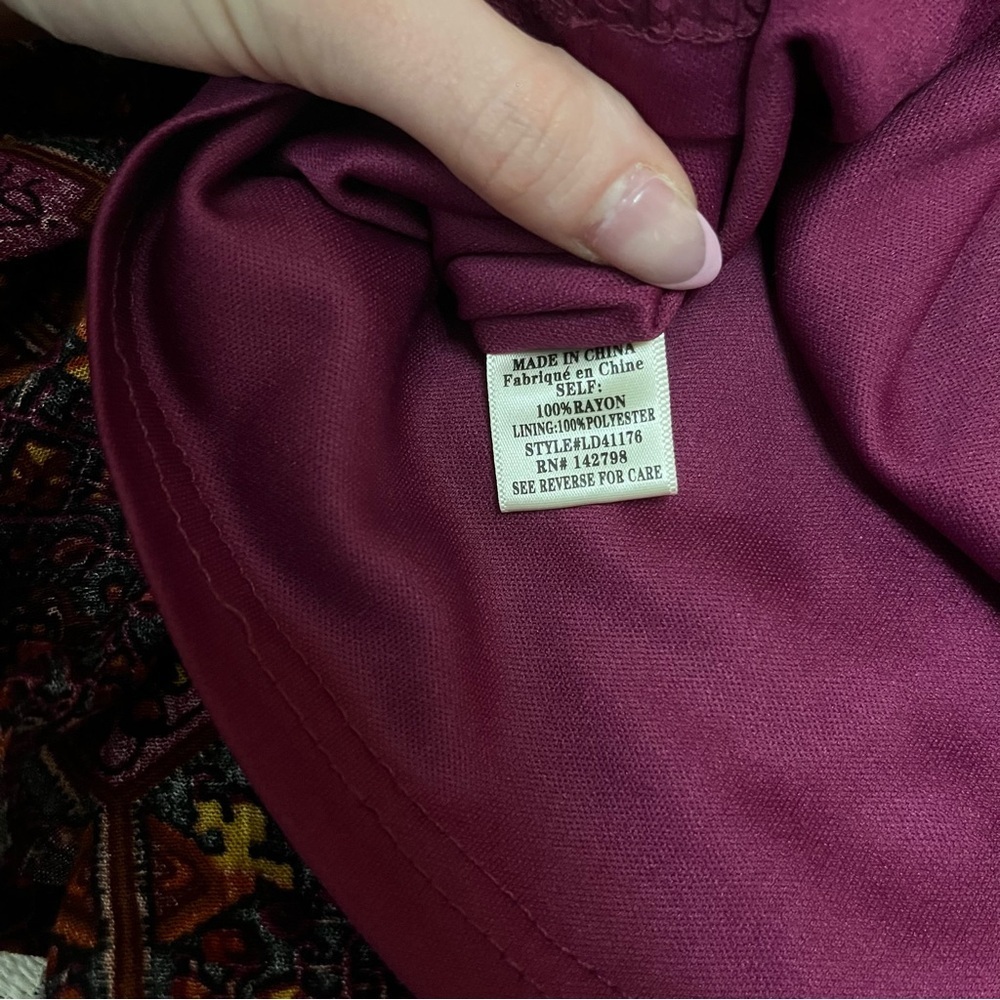 MADE IN CHINA
Fabriqué en Chine
SELF:
100%RAYON
LINING:100%POLYESTER
STYLE#LD41176
RN# 142798
SEE REVERSE FOR CARE